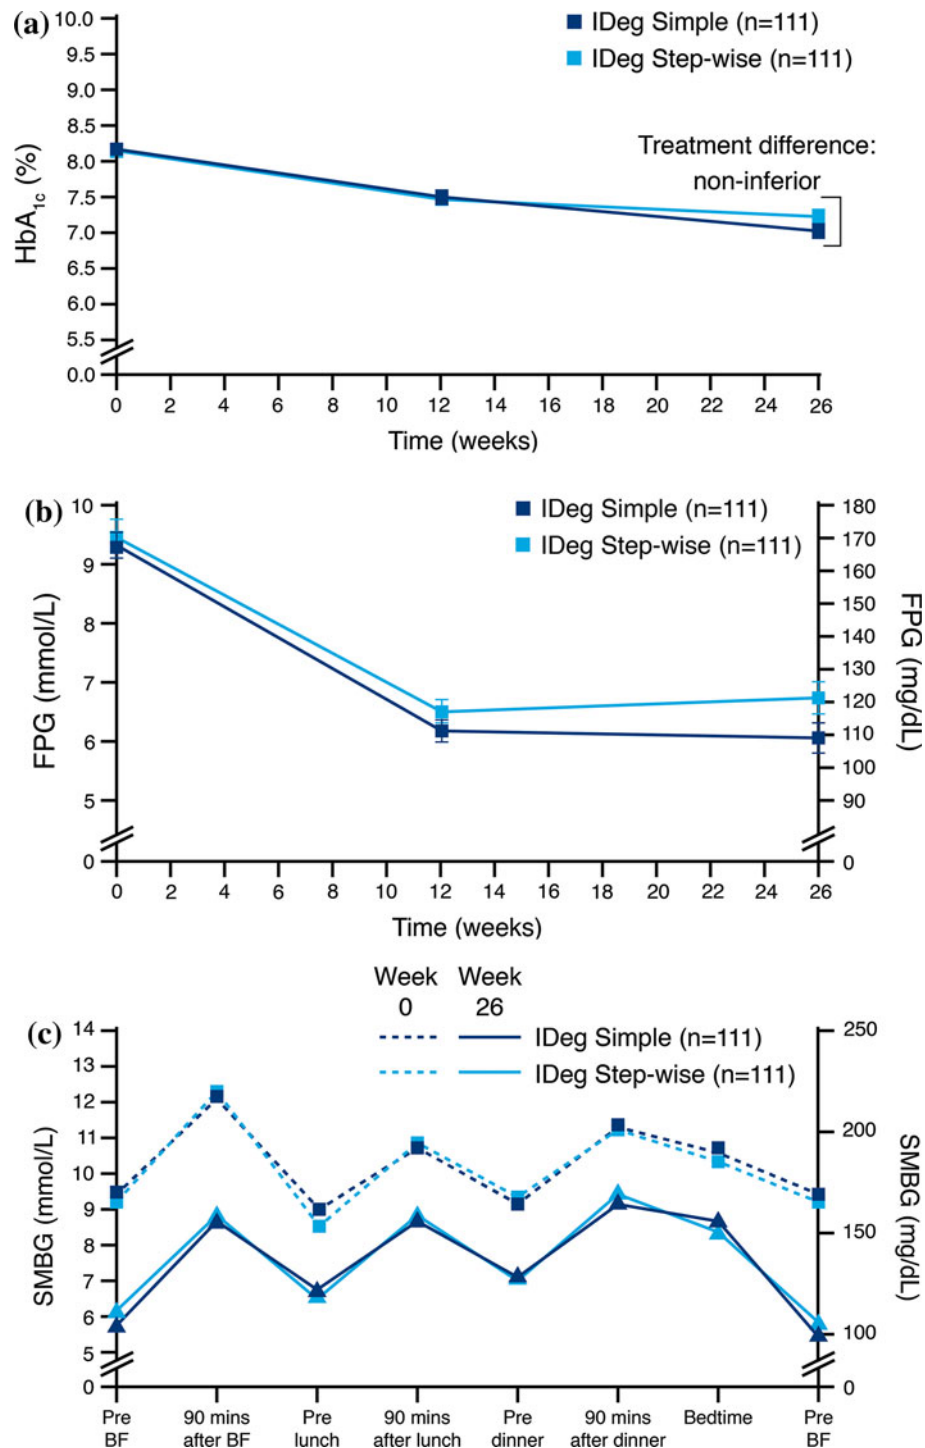 (a)
IDeg Simple (n=111)
IDeg Step-wise (n=111)
Treatment difference:
non-inferior
HbA1c (%)
10.0
9.5
9.0
8.5
8.0
7.5
7.0
6.5
6.0
5.5
0.0
0 2 4 6 8 10 12 14 16 18 20 22 24 26
Time (weeks)
(b)
IDeg Simple (n=111)
IDeg Step-wise (n=111)
FPG (mmol/L)
10
9
8
7
6
5
0
FPG (mg/dL)
180
170
160
150
140
130
120
110
100
90
0
0 2 4 6 8 10 12 14 16 18 20 22 24 26
Time (weeks)
(c)
Week Week
0 26
IDeg Simple (n=111)
IDeg Step-wise (n=111)
SMBG (mmol/L)
14
13
12
11
10
9
8
7
6
5
0
SMBG (mg/dL)
250
200
150
100
0
Pre 90 mins Pre 90 mins Pre 90 mins Bedtime Pre
BF after BF lunch after lunch dinner after dinner BF